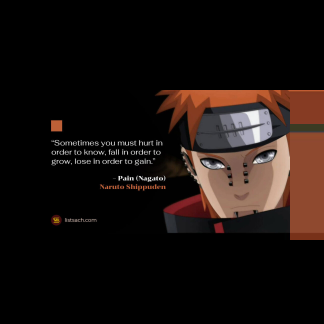 “Sometimes you must hurt in
order to know, fall in order to
grow, lose in order to gain.”
– Pain (Nagato)
Naruto Shippuden
listsach.com